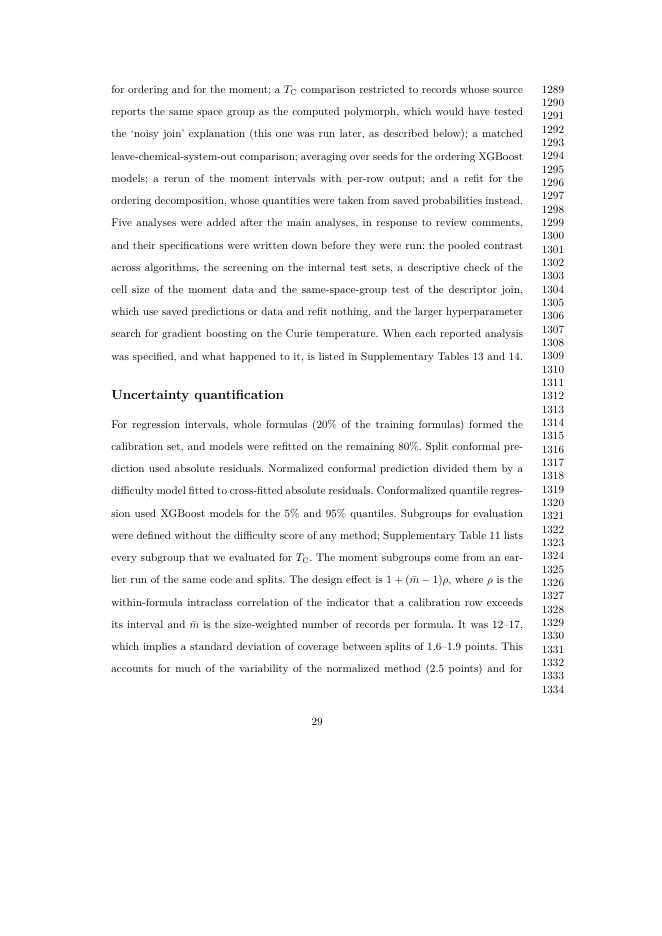 for ordering and for the moment; a T_C comparison restricted to records whose source
reports the same space group as the computed polymorph, which would have tested
the ‘noisy join’ explanation (this one was run later, as described below); a matched
leave-chemical-system-out comparison; averaging over seeds for the ordering XGBoost
models; a rerun of the moment intervals with per-row output; and a refit for the
ordering decomposition, whose quantities were taken from saved probabilities instead.
Five analyses were added after the main analyses, in response to review comments,
and their specifications were written down before they were run: the pooled contrast
across algorithms, the screening on the internal test sets, a descriptive check of the
cell size of the moment data and the same-space-group test of the descriptor join,
which use saved predictions or data and refit nothing, and the larger hyperparameter
search for gradient boosting on the Curie temperature. When each reported analysis
was specified, and what happened to it, is listed in Supplementary Tables 13 and 14.
Uncertainty quantification
For regression intervals, whole formulas (20% of the training formulas) formed the
calibration set, and models were refitted on the remaining 80%. Split conformal pre-
diction used absolute residuals. Normalized conformal prediction divided them by a
difficulty model fitted to cross-fitted absolute residuals. Conformalized quantile regres-
sion used XGBoost models for the 5% and 95% quantiles. Subgroups for evaluation
were defined without the difficulty score of any method; Supplementary Table 11 lists
every subgroup that we evaluated for T_C. The moment subgroups come from an ear-
lier run of the same code and splits. The design effect is 1 + (m̄ − 1)ρ, where ρ is the
within-formula intraclass correlation of the indicator that a calibration row exceeds
its interval and m̄ is the size-weighted number of records per formula. It was 12–17,
which implies a standard deviation of coverage between splits of 1.6–1.9 points. This
accounts for much of the variability of the normalized method (2.5 points) and for
1289
1290
1291
1292
1293
1294
1295
1296
1297
1298
1299
1300
1301
1302
1303
1304
1305
1306
1307
1308
1309
1310
1311
1312
1313
1314
1315
1316
1317
1318
1319
1320
1321
1322
1323
1324
1325
1326
1327
1328
1329
1330
1331
1332
1333
1334
29